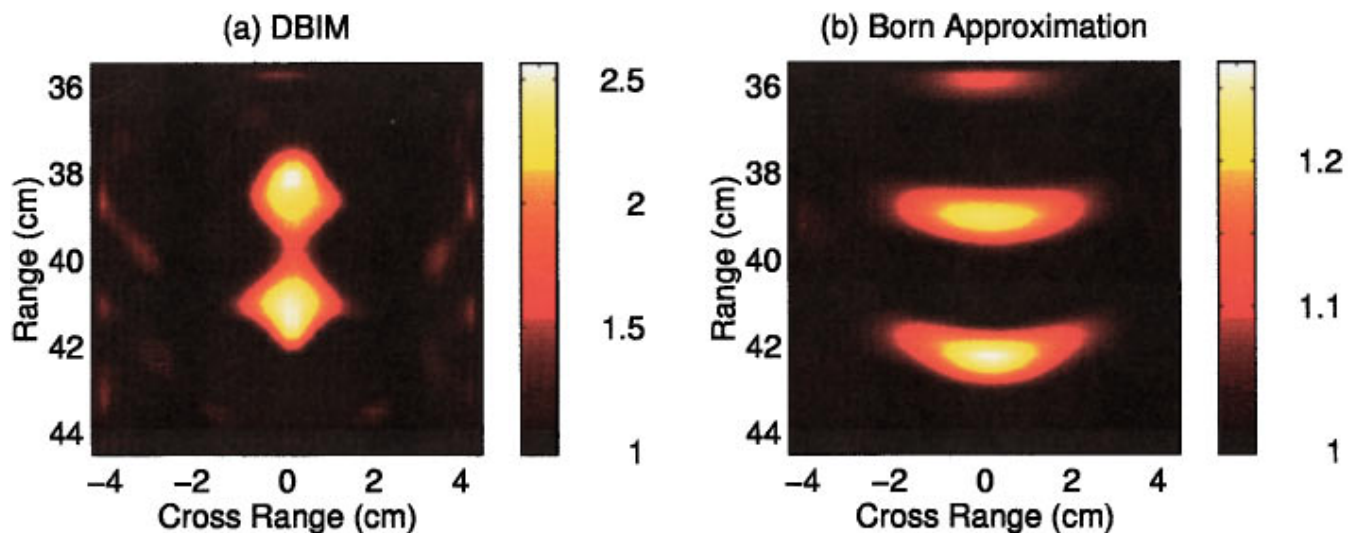 (a) DBIM
36
38
40
42
44
Range (cm)
−4 −2 0 2 4
Cross Range (cm)
2.5
2
1.5
1
(b) Born Approximation
36
38
40
42
44
Range (cm)
−4 −2 0 2 4
Cross Range (cm)
1.2
1.1
1